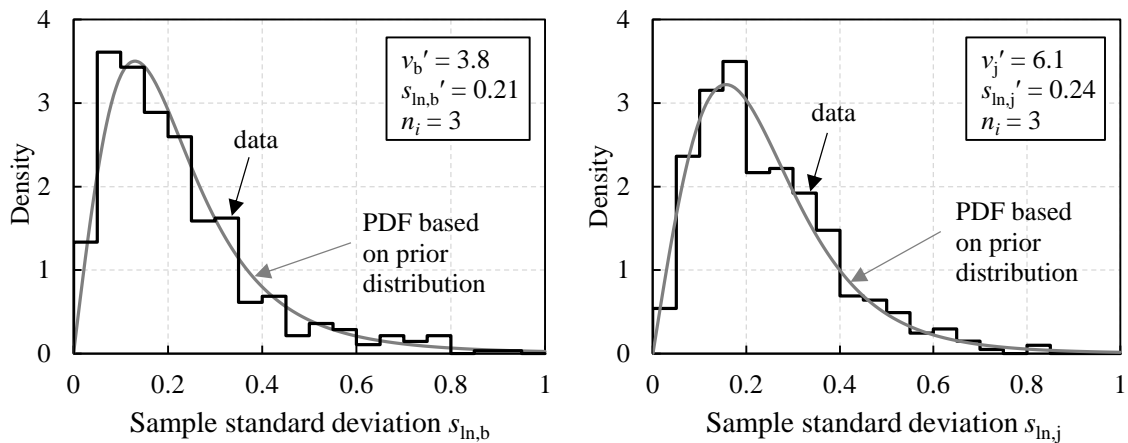 4
3
2
1
0
Density
v_b′ = 3.8
s_ln,b′ = 0.21
n_i = 3
data
PDF based
on prior
distribution
0 0.2 0.4 0.6 0.8 1
Sample standard deviation s_ln,b
4
3
2
1
0
Density
v_j′ = 6.1
s_ln,j′ = 0.24
n_i = 3
data
PDF based
on prior
distribution
0 0.2 0.4 0.6 0.8 1
Sample standard deviation s_ln,j